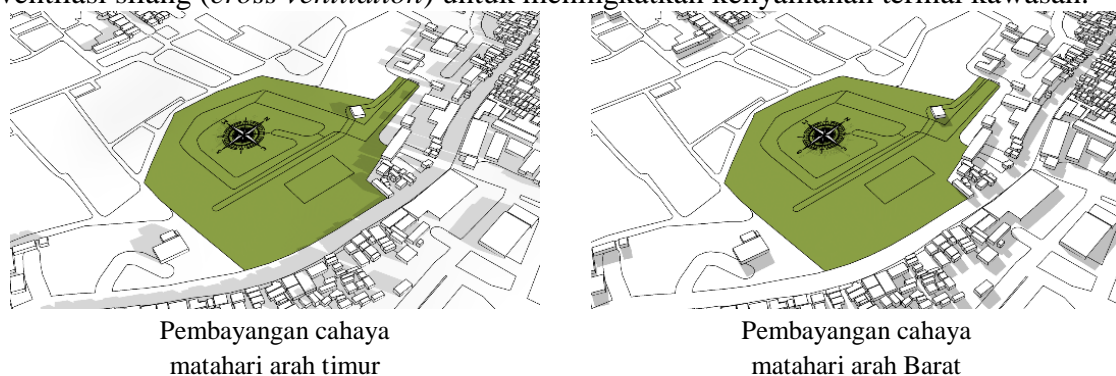 ventilasi silang (cross ventilation) untuk meningkatkan kenyamanan termal kawasan.
Pembayangan cahaya
matahari arah timur
Pembayangan cahaya
matahari arah Barat